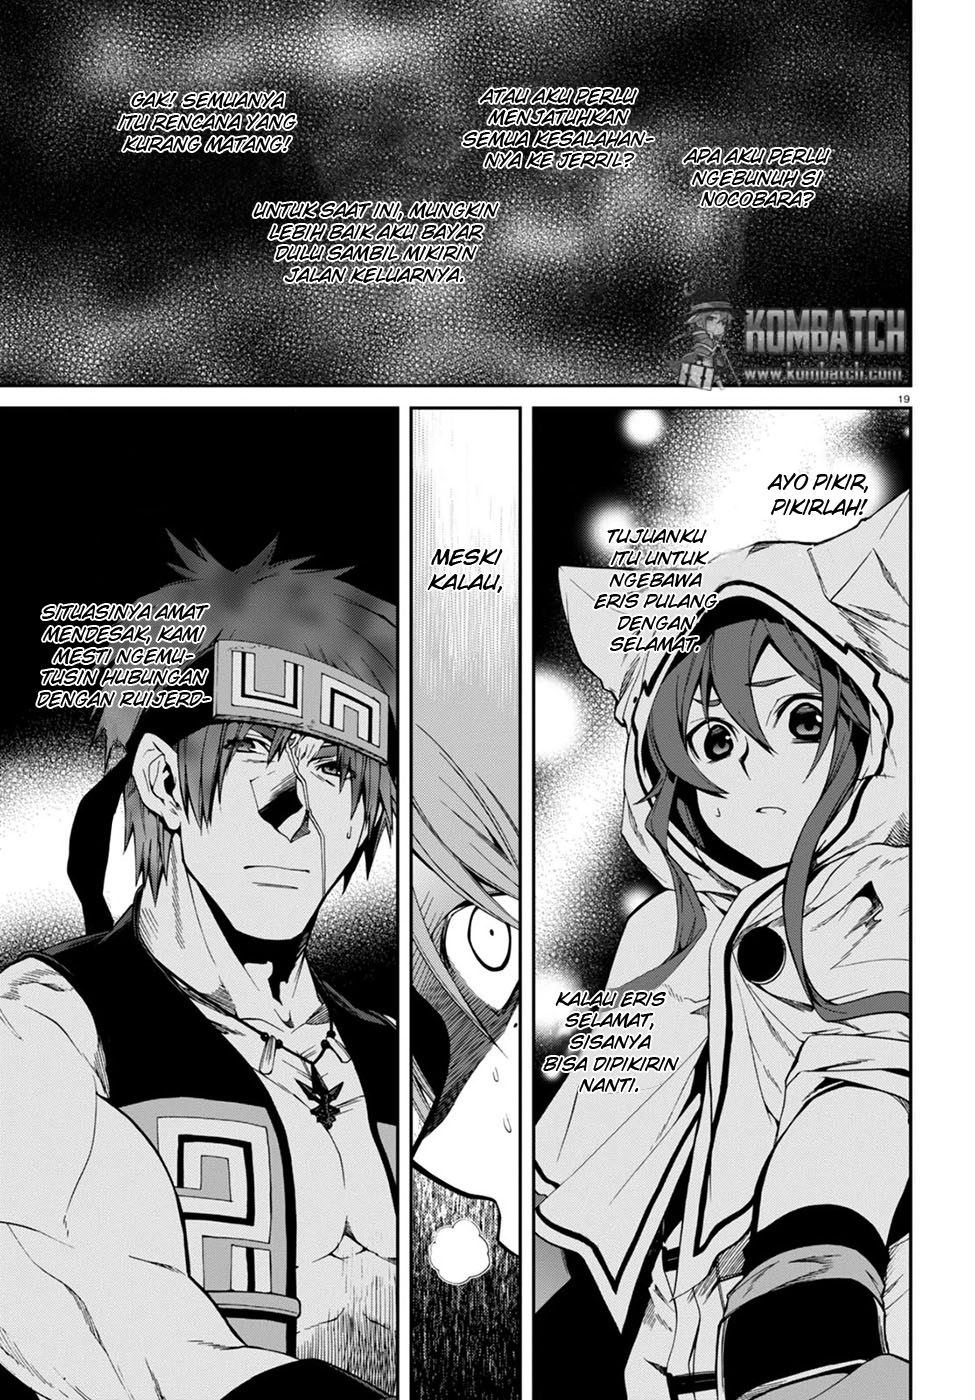 APA AKU PERLU
NGEBUNUH SI
NOCOBARA?
ATAU AKU PERLU
MENJATUHKAN
SEMUA KESALAHAN-
NYA KE JERRIL?
GAK! SEMUANYA
ITU RENCANA YANG
KURANG MATANG!
UNTUK SAAT INI, MUNGKIN
LEBIH BAIK AKU BAYAR
DULU SAMBIL MIKIRIN
JALAN KELUARNYA.
KOMBATCH
www.kombatch.com
19
AYO PIKIR,
PIKIRLAH!
TUJUANKU
ITU UNTUK
NGEBAWA
ERIS PULANG
DENGAN
SELAMAT.
KALAU ERIS
SELAMAT,
SISANYA
BISA DIPIKIRIN
NANTI.
MESKI
KALAU,
SITUASINYA AMAT
MENDESAK, KAMI
MESTI NGEMU-
TUSIN HUBUNGAN
DENGAN RUIJERD-